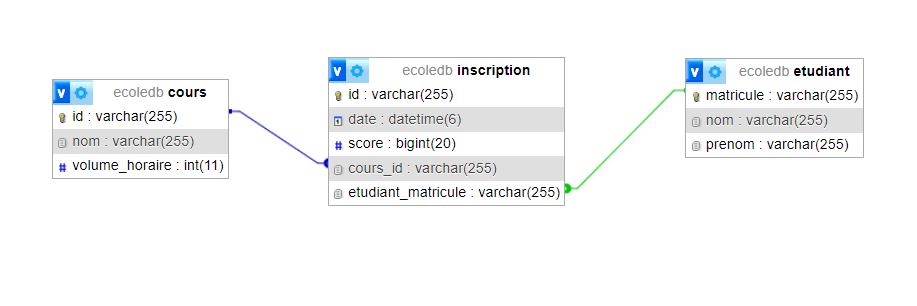 v ecoledb cours
id : varchar(255)
nom : varchar(255)
# volume_horaire : int(11)
v ecoledb inscription
id : varchar(255)
date : datetime(6)
# score : bigint(20)
cours_id : varchar(255)
etudiant_matricule : varchar(255)
v ecoledb etudiant
matricule : varchar(255)
nom : varchar(255)
prenom : varchar(255)